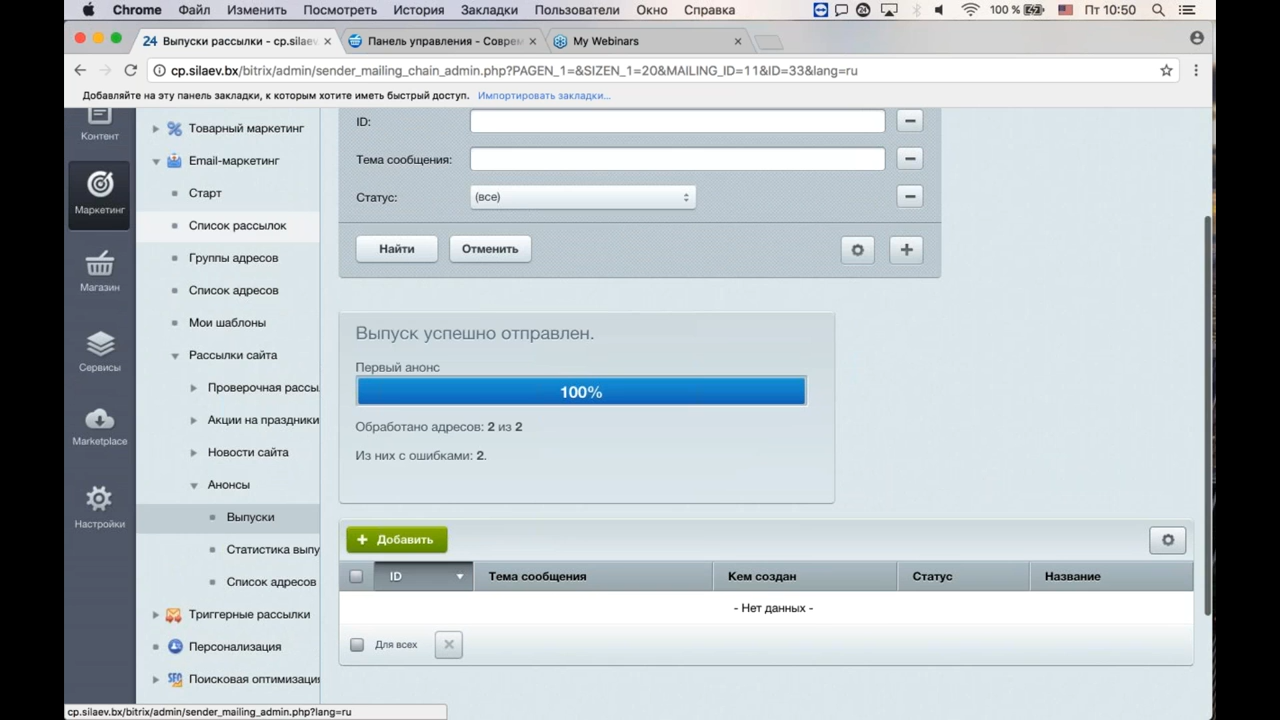 Chrome Файл Изменить Посмотреть История Закладки Пользователи Окно Справка 100 % Пт 10:50
24 Выпуски рассылки - cp.silaev × Панель управления - Соврем × My Webinars ×
cp.silaev.bx/bitrix/admin/sender_mailing_chain_admin.php?PAGEN_1=&SIZEN_1=20&MAILING_ID=11&ID=33&lang=ru
Добавляйте на эту панель закладки, к которым хотите иметь быстрый доступ. Импортировать закладки...
Контент
Маркетинг
Магазин
Сервисы
Marketplace
Настройки
Товарный маркетинг
Email-маркетинг
Старт
Список рассылок
Группы адресов
Список адресов
Мои шаблоны
Рассылки сайта
Проверочная рассы
Акции на праздники
Новости сайта
Анонсы
Выпуски
Статистика выпу
Список адресов
Триггерные рассылки
Персонализация
SEO Поисковая оптимизация
ID:
Тема сообщения:
Статус: (все)
Найти Отменить
Выпуск успешно отправлен.
Первый анонс
100%
Обработано адресов: 2 из 2
Из них с ошибками: 2.
+ Добавить
ID Тема сообщения Кем создан Статус Название
- Нет данных -
Для всех
cp.silaev.bx/bitrix/admin/sender_mailing_admin.php?lang=ru